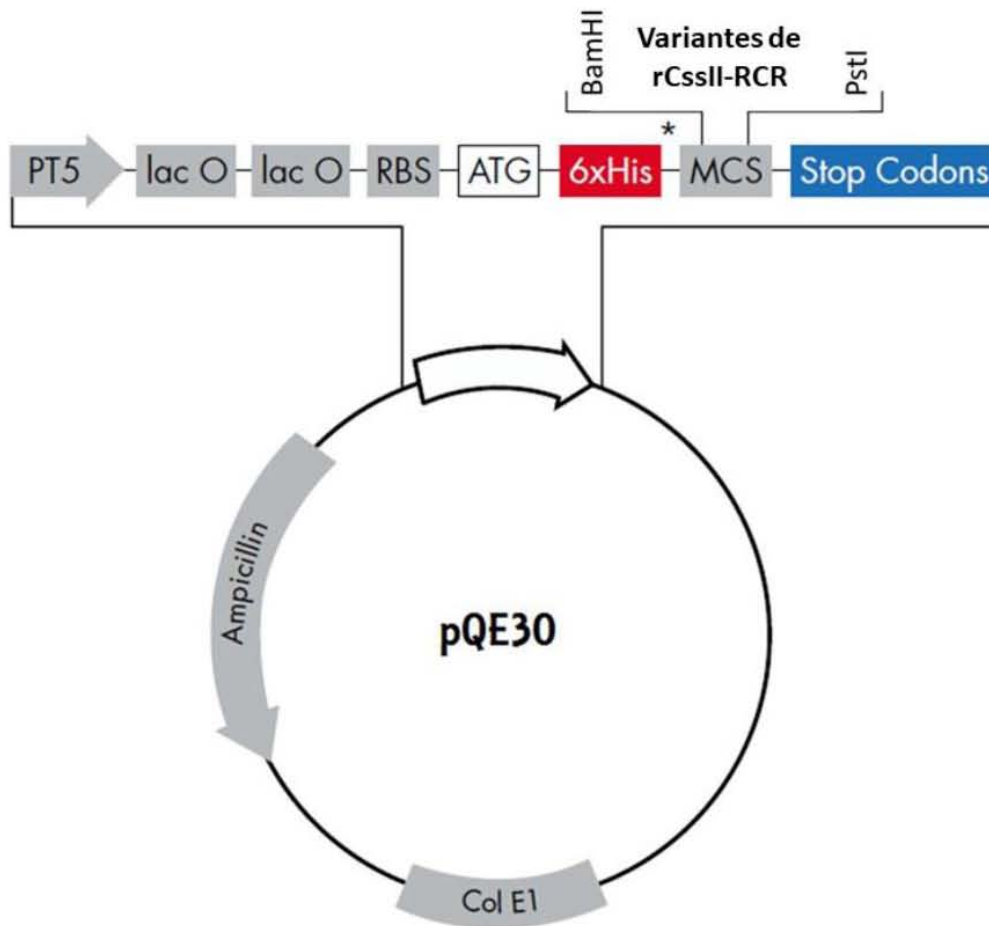 Variantes de
rCssII-RCR
BamHI
PstI
*
PT5
lac O
lac O
RBS
ATG
6xHis
MCS
Stop Codons
Ampicillin
pQE30
Col E1